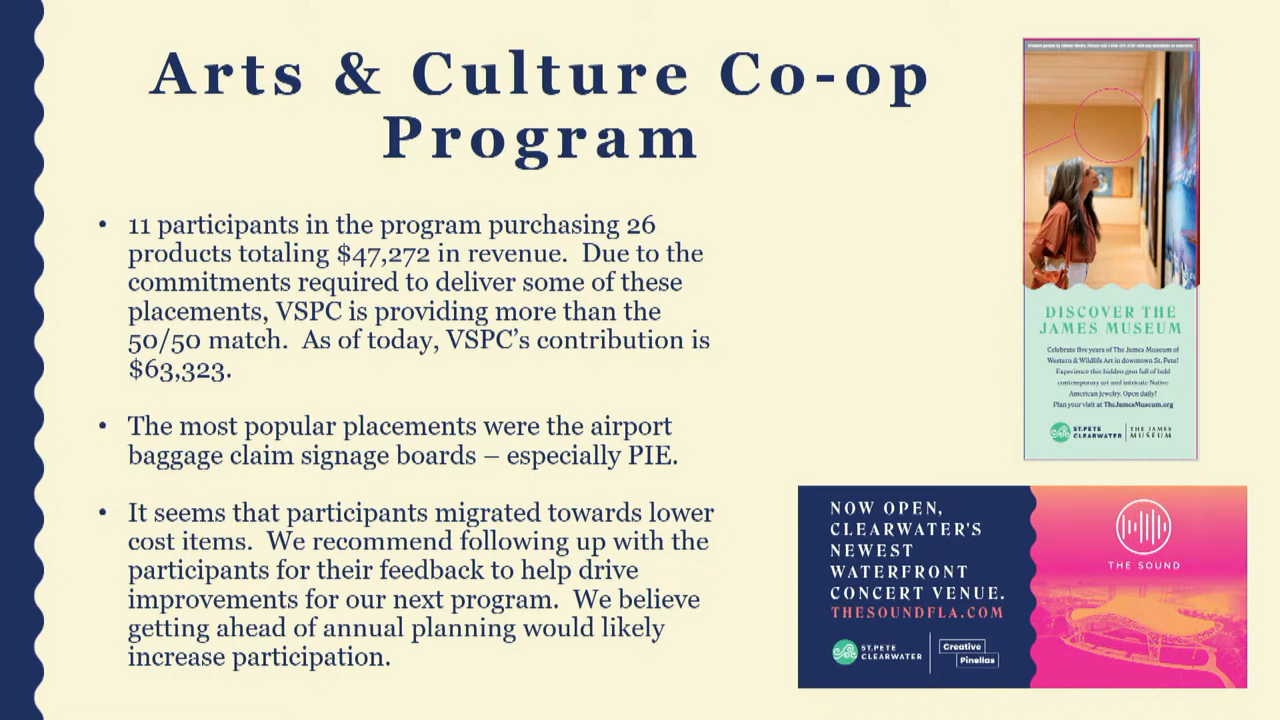 Arts & Culture Co-op
Program
• 11 participants in the program purchasing 26
products totaling $47,272 in revenue.  Due to the
commitments required to deliver some of these
placements, VSPC is providing more than the
50/50 match.  As of today, VSPC’s contribution is
$63,323.
• The most popular placements were the airport
baggage claim signage boards – especially PIE.
• It seems that participants migrated towards lower
cost items.  We recommend following up with the
participants for their feedback to help drive
improvements for our next program.  We believe
getting ahead of annual planning would likely
increase participation.
DISCOVER THE
JAMES MUSEUM
Celebrate five years of The James Museum of
Western & Wildlife Art in downtown St. Pete!
Experience this hidden gem full of bold
contemporary art and intricate Native
American jewelry. Open daily!
Plan your visit at TheJamesMuseum.org
ST.PETE
CLEARWATER
THE JAMES
MUSEUM
NOW OPEN,
CLEARWATER'S
NEWEST
WATERFRONT
CONCERT VENUE.
THESOUNDFLA.COM
ST.PETE
CLEARWATER
Creative
Pinellas
THE SOUND